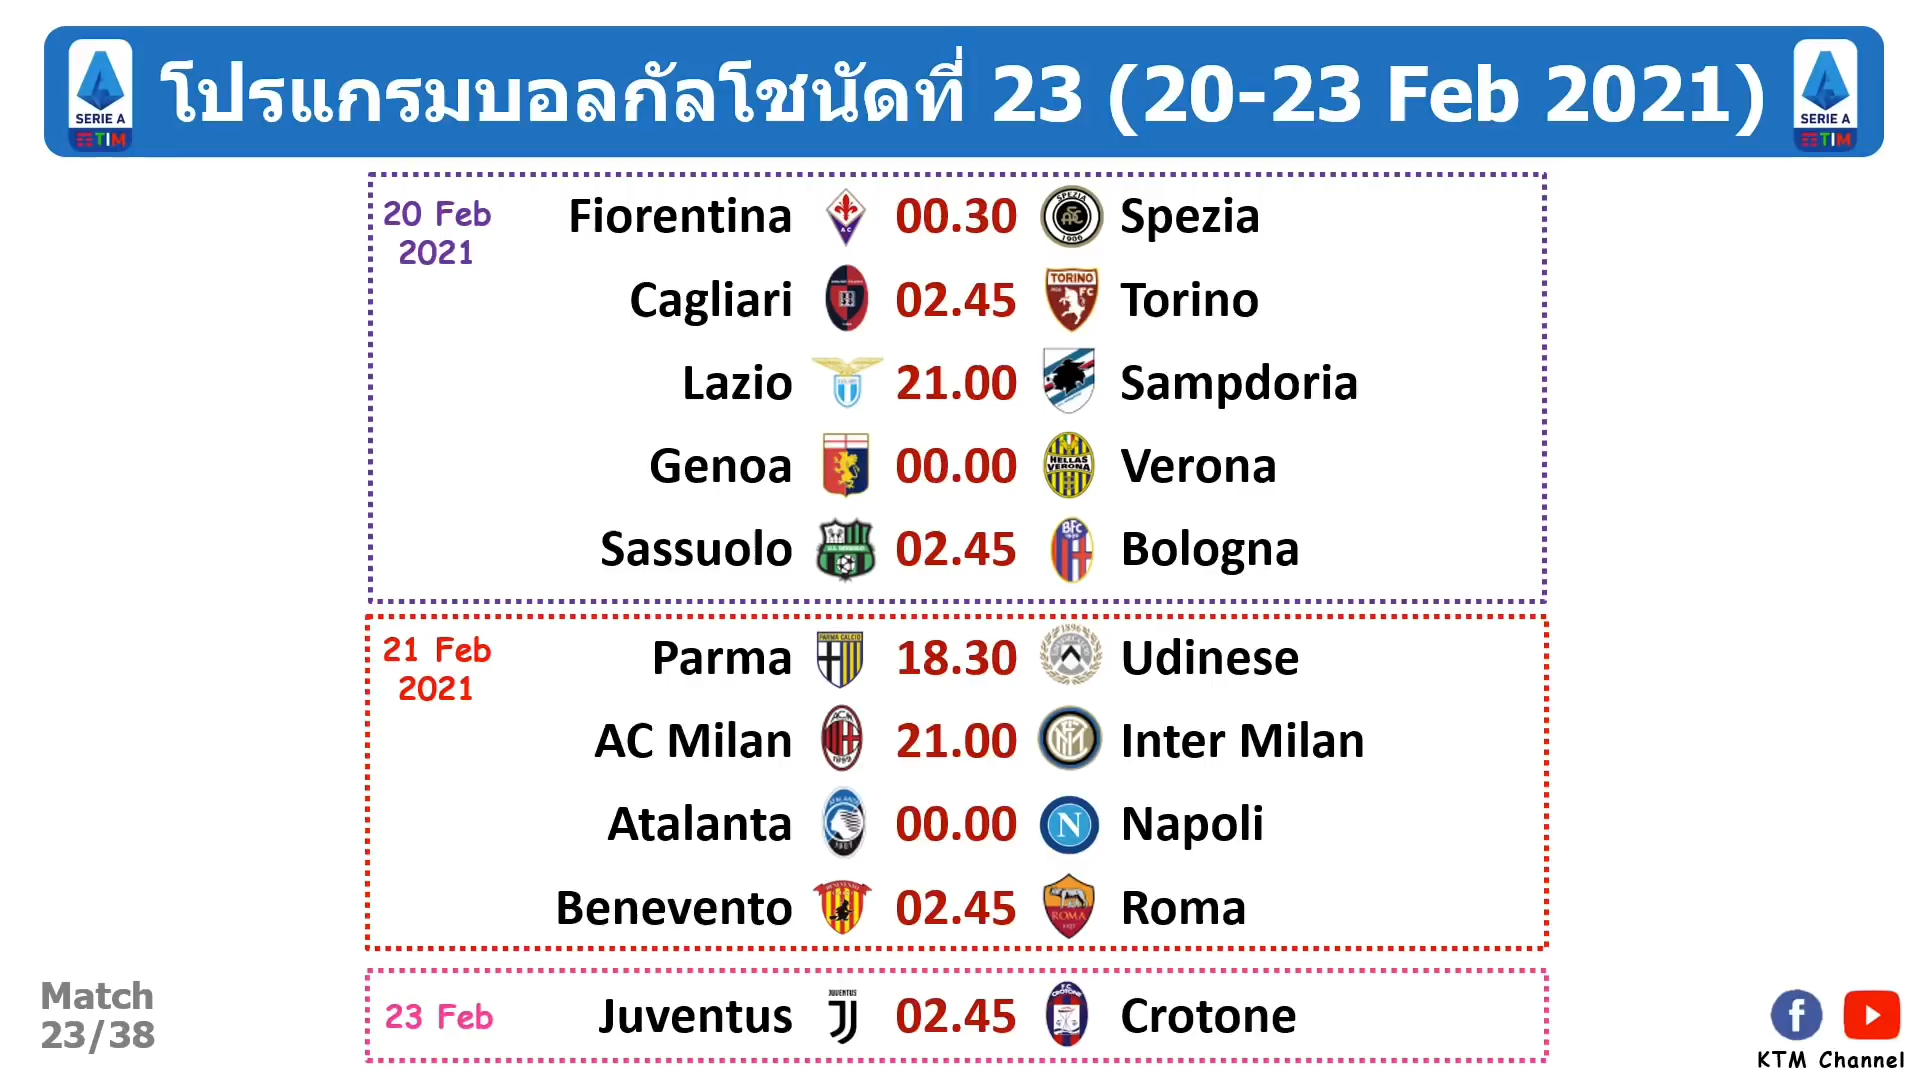 โปรแกรมบอลกัลโชนัดที่ 23 (20-23 Feb 2021)
SERIE A
TIM
SERIE A
TIM
20 Feb
2021
Fiorentina 00.30 Spezia
Cagliari 02.45 Torino
Lazio 21.00 Sampdoria
Genoa 00.00 Verona
Sassuolo 02.45 Bologna
21 Feb
2021
Parma 18.30 Udinese
AC Milan 21.00 Inter Milan
Atalanta 00.00 Napoli
Benevento 02.45 Roma
23 Feb
Juventus 02.45 Crotone
Match
23/38
KTM Channel